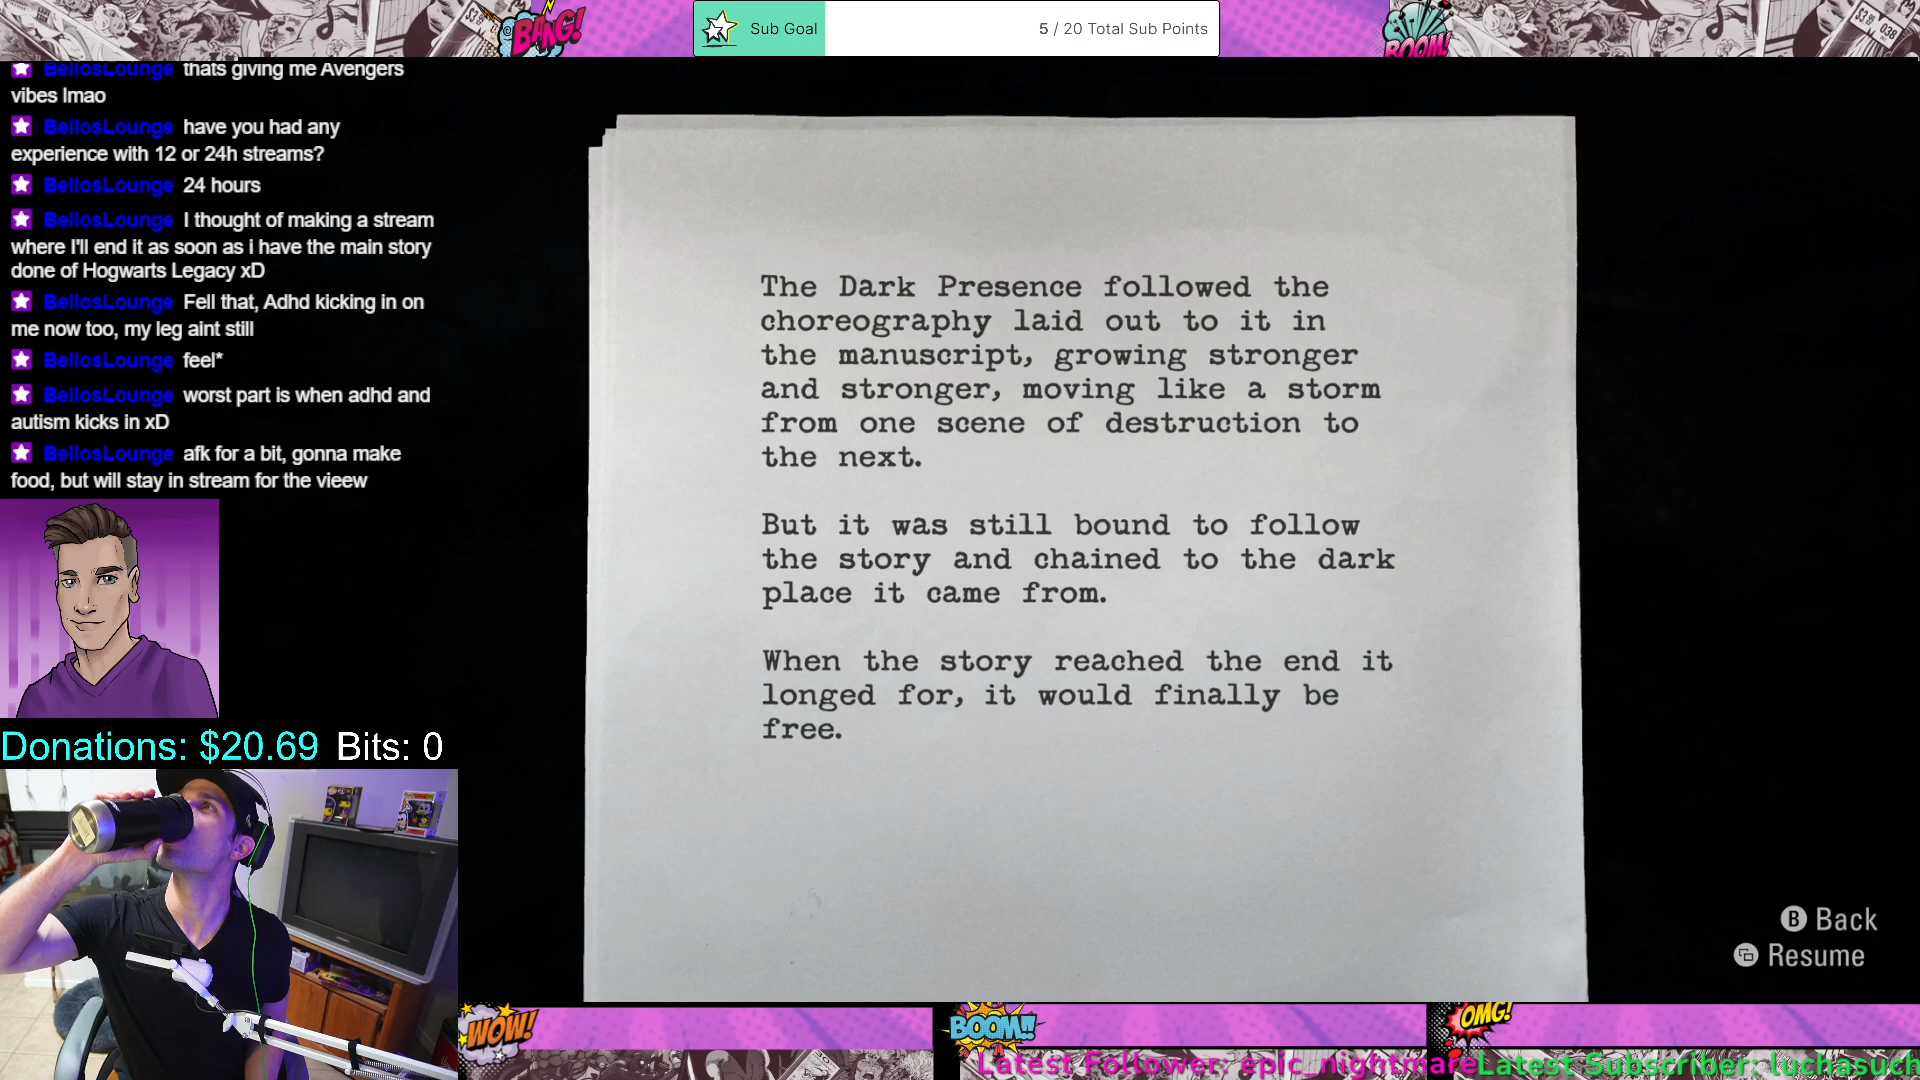 BANG!
Sub Goal
5 / 20 Total Sub Points
BOOM!
BellosLounge thats giving me Avengers
vibes lmao
BellosLounge have you had any
experience with 12 or 24h streams?
BellosLounge 24 hours
BellosLounge I thought of making a stream
where I'll end it as soon as i have the main story
done of Hogwarts Legacy xD
BellosLounge Fell that, Adhd kicking in on
me now too, my leg aint still
BellosLounge feel*
BellosLounge worst part is when adhd and
autism kicks in xD
BellosLounge afk for a bit, gonna make
food, but will stay in stream for the vieew
Donations: $20.69 Bits: 0
The Dark Presence followed the
choreography laid out to it in
the manuscript, growing stronger
and stronger, moving like a storm
from one scene of destruction to
the next.
But it was still bound to follow
the story and chained to the dark
place it came from.
When the story reached the end it
longed for, it would finally be
free.
B Back
Resume
WOW!
BOOM!!
OMG!
Latest Follower: epic_nightmare
Latest Subscriber: luchasuch